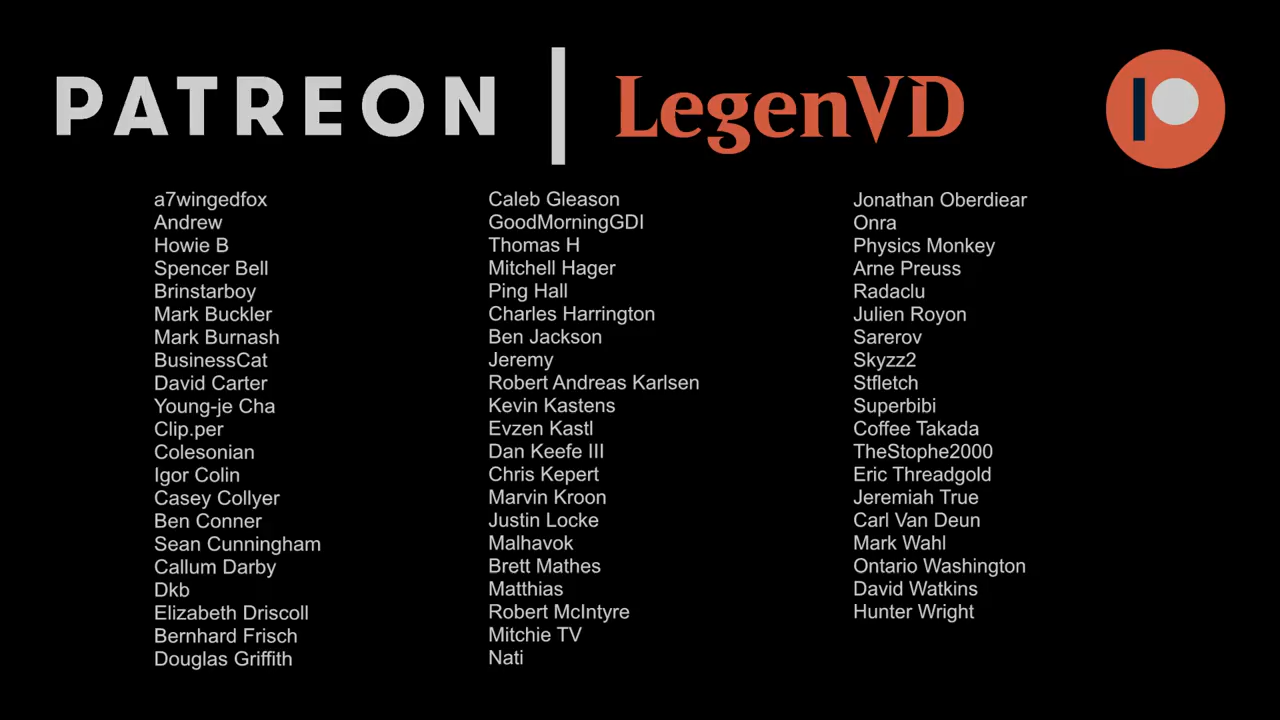 PATREON | LegenVD
a7wingedfox
Andrew
Howie B
Spencer Bell
Brinstarboy
Mark Buckler
Mark Burnash
BusinessCat
David Carter
Young-je Cha
Clip.per
Colesonian
Igor Colin
Casey Collyer
Ben Conner
Sean Cunningham
Callum Darby
Dkb
Elizabeth Driscoll
Bernhard Frisch
Douglas Griffith
Caleb Gleason
GoodMorningGDI
Thomas H
Mitchell Hager
Ping Hall
Charles Harrington
Ben Jackson
Jeremy
Robert Andreas Karlsen
Kevin Kastens
Evzen Kastl
Dan Keefe III
Chris Kepert
Marvin Kroon
Justin Locke
Malhavok
Brett Mathes
Matthias
Robert McIntyre
Mitchie TV
Nati
Jonathan Oberdiear
Onra
Physics Monkey
Arne Preuss
Radaclu
Julien Royon
Sarerov
Skyzz2
Stfletch
Superbibi
Coffee Takada
TheStophe2000
Eric Threadgold
Jeremiah True
Carl Van Deun
Mark Wahl
Ontario Washington
David Watkins
Hunter Wright